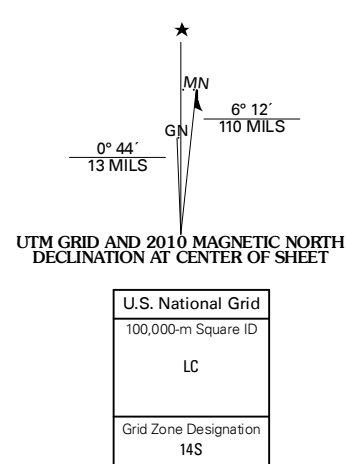 MN
GN
6° 12´
110 MILS
0° 44´
13 MILS
UTM GRID AND 2010 MAGNETIC NORTH
DECLINATION AT CENTER OF SHEET
U.S. National Grid
100,000-m Square ID
LC
Grid Zone Designation
14S